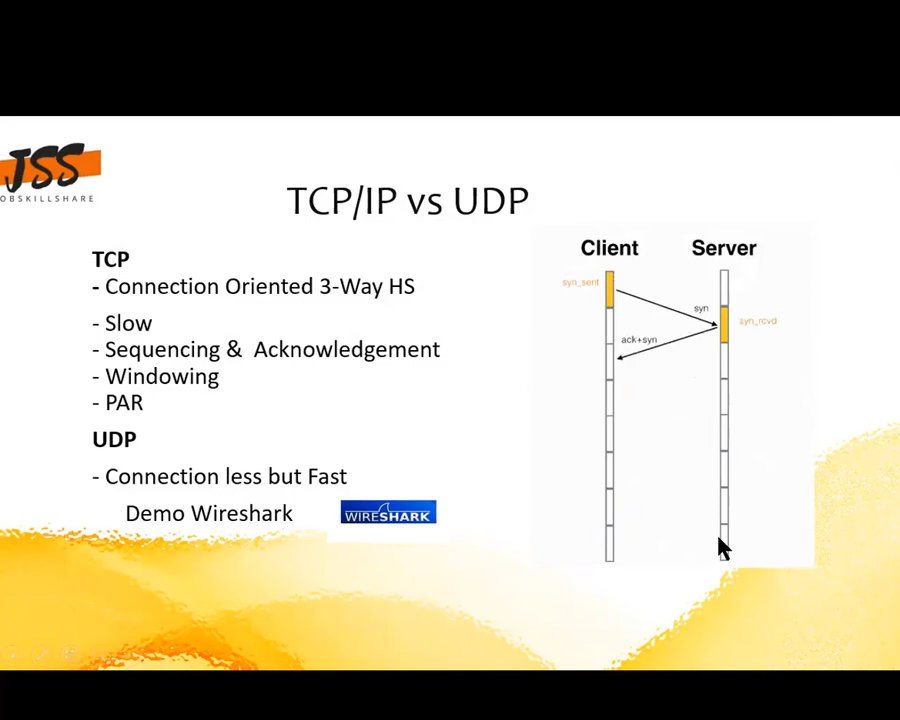 JSS
OBSKILLSHARE
TCP/IP vs UDP
TCP
- Connection Oriented 3-Way HS
- Slow
- Sequencing & Acknowledgement
- Windowing
- PAR
UDP
- Connection less but Fast
Demo Wireshark
WIRESHARK
Client Server
syn_sent
syn
syn_rcvd
ack+syn